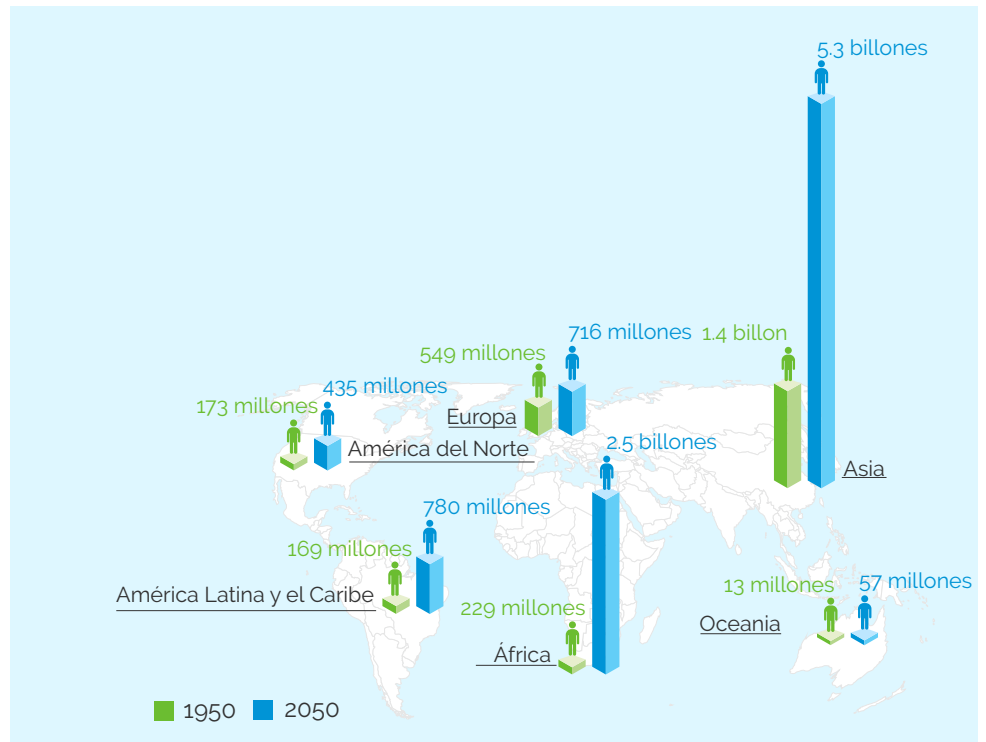 5.3 billones
716 millones
1.4 billon
549 millones
435 millones
173 millones
Europa
América del Norte
2.5 billones
Asia
780 millones
169 millones
13 millones
57 millones
América Latina y el Caribe
229 millones
Oceania
África
1950
2050